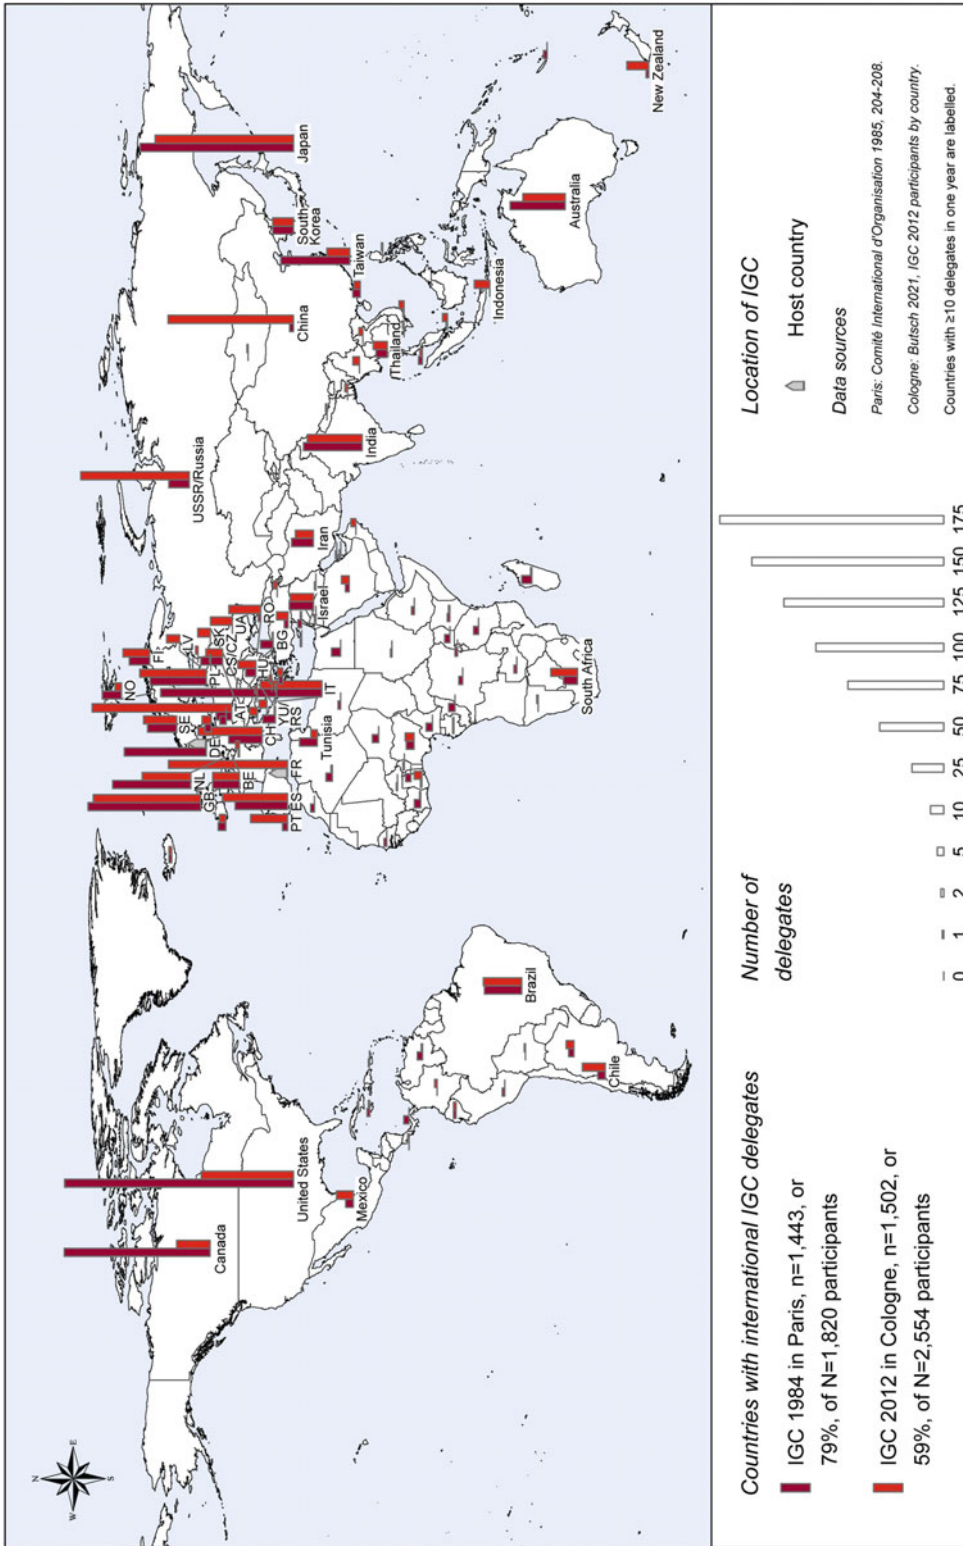 N
E
S
W
Canada
United States
Mexico
Brazil
Chile
GB
NL
BE
PT
ES
FR
DE
SE
NO
FI
LV
PL
SK
CS/CZ
UA
AT
HU
RO
CH
YU/
RS
BG
IT
Tunisia
Israel
Iran
USSR/Russia
India
China
South
Korea
Japan
Taiwan
Thailand
Indonesia
Australia
New Zealand
South Africa
Countries with international IGC delegates
IGC 1984 in Paris, n=1,443, or
79%, of N=1,820 participants
IGC 2012 in Cologne, n=1,502, or
59%, of N=2,554 participants
Number of
delegates
0 1 2 5 10 25 50 75 100 125 150 175
Location of IGC
Host country
Data sources
Paris: Comité International d'Organisation 1985, 204-208.
Cologne: Butsch 2021, IGC 2012 participants by country.
Countries with ≥10 delegates in one year are labelled.